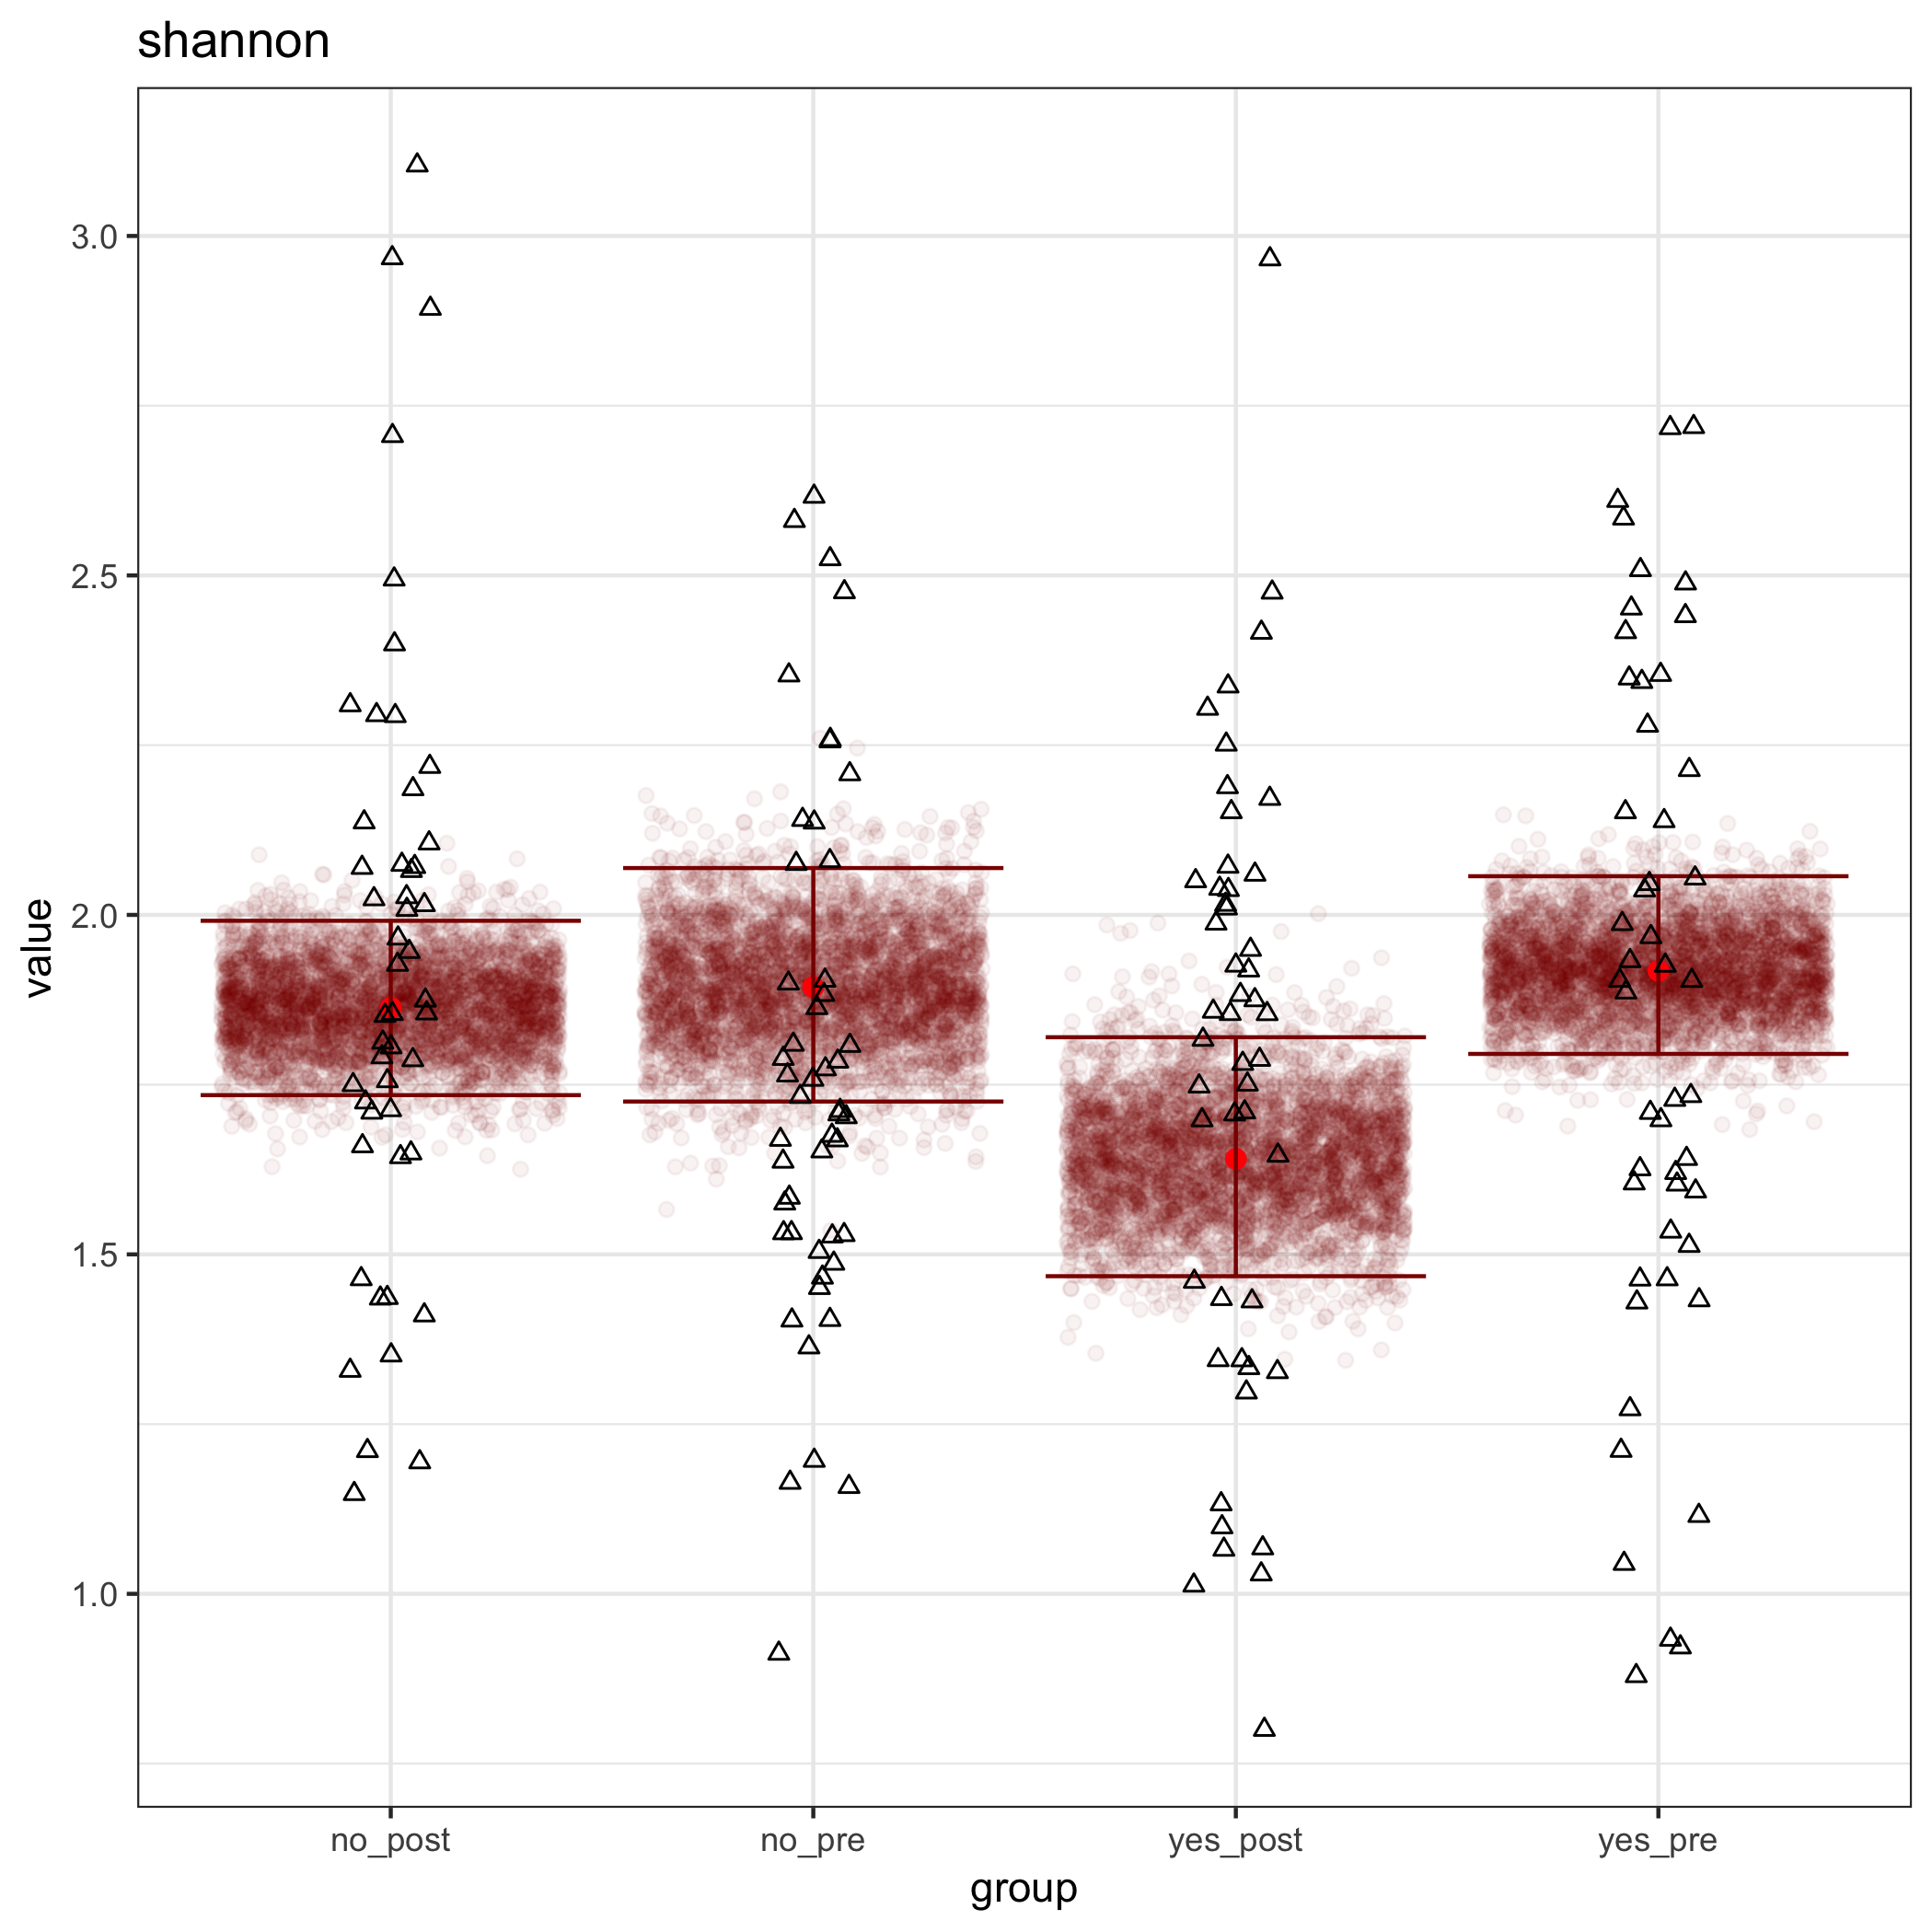 shannon
value
3.0
2.5
2.0
1.5
1.0
no_post no_pre yes_post yes_pre
group